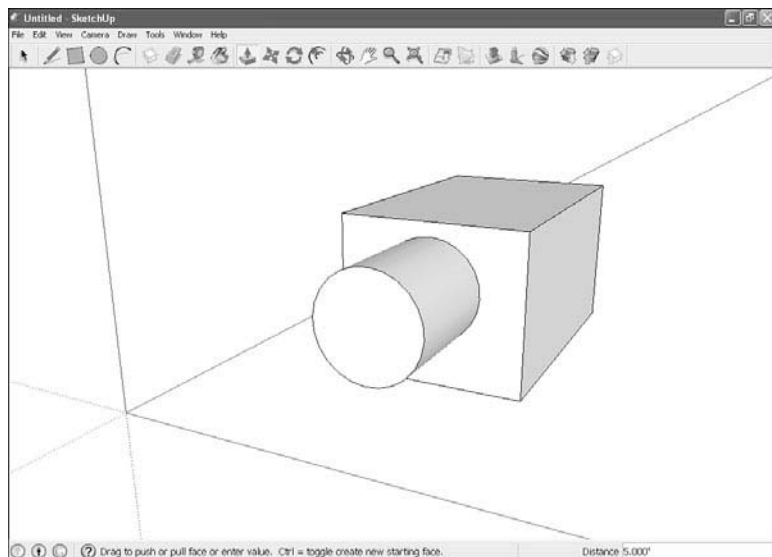 Untitled - SketchUp
File Edit View Camera Draw Tools Window Help
Drag to push or pull face or enter value. Ctrl = toggle create new starting face. Distance 5.000'